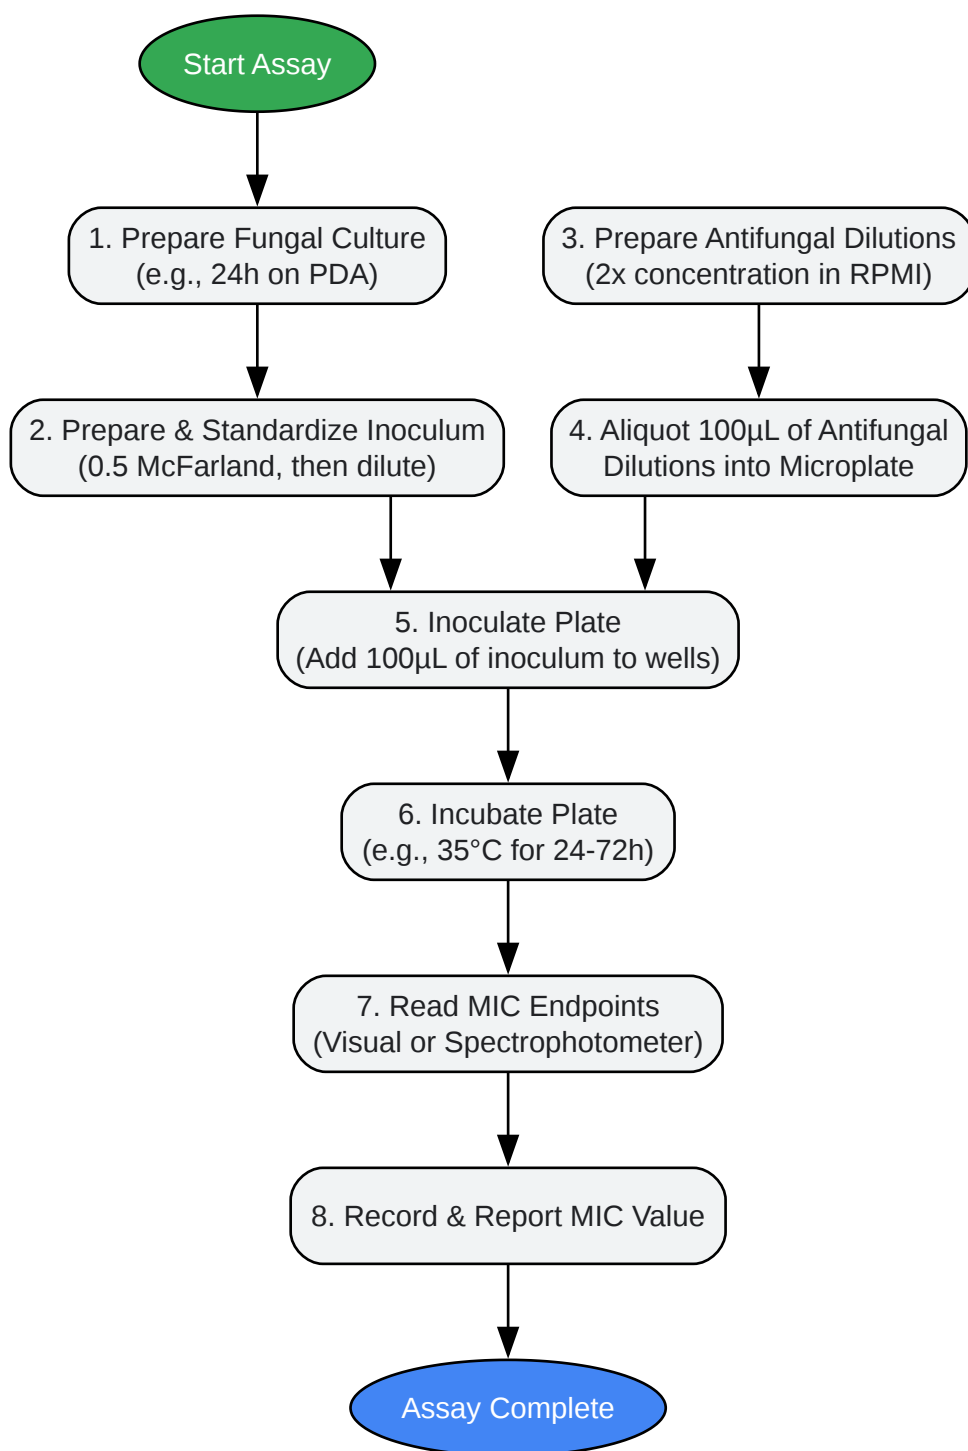 Start Assay
1. Prepare Fungal Culture
(e.g., 24h on PDA)
3. Prepare Antifungal Dilutions
(2x concentration in RPMI)
2. Prepare & Standardize Inoculum
(0.5 McFarland, then dilute)
4. Aliquot 100µL of Antifungal
Dilutions into Microplate
5. Inoculate Plate
(Add 100µL of inoculum to wells)
6. Incubate Plate
(e.g., 35°C for 24-72h)
7. Read MIC Endpoints
(Visual or Spectrophotometer)
8. Record & Report MIC Value
Assay Complete